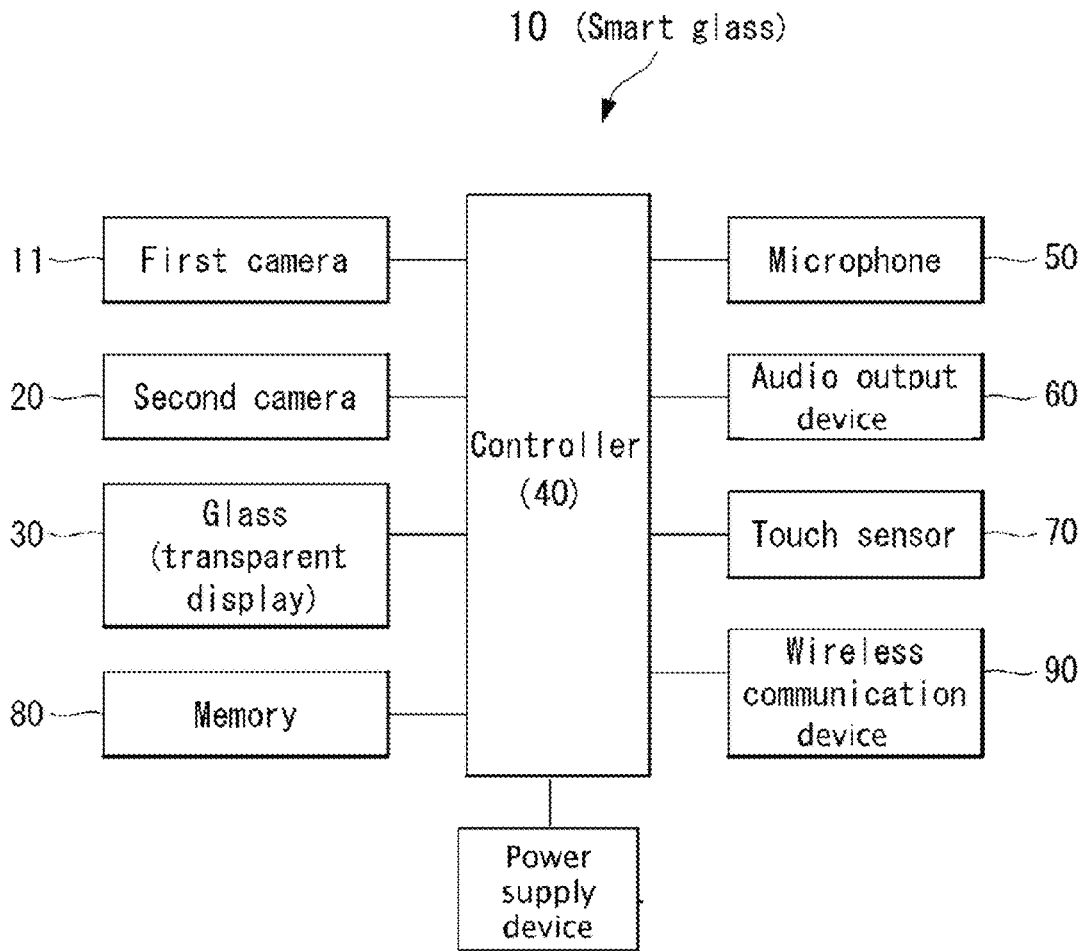 10 (Smart glass)
11
First camera
20
Second camera
30
Glass
(transparent
display)
80
Memory
Controller
(40)
Microphone
50
Audio output
device
60
Touch sensor
70
Wireless
communication
device
90
Power
supply
device